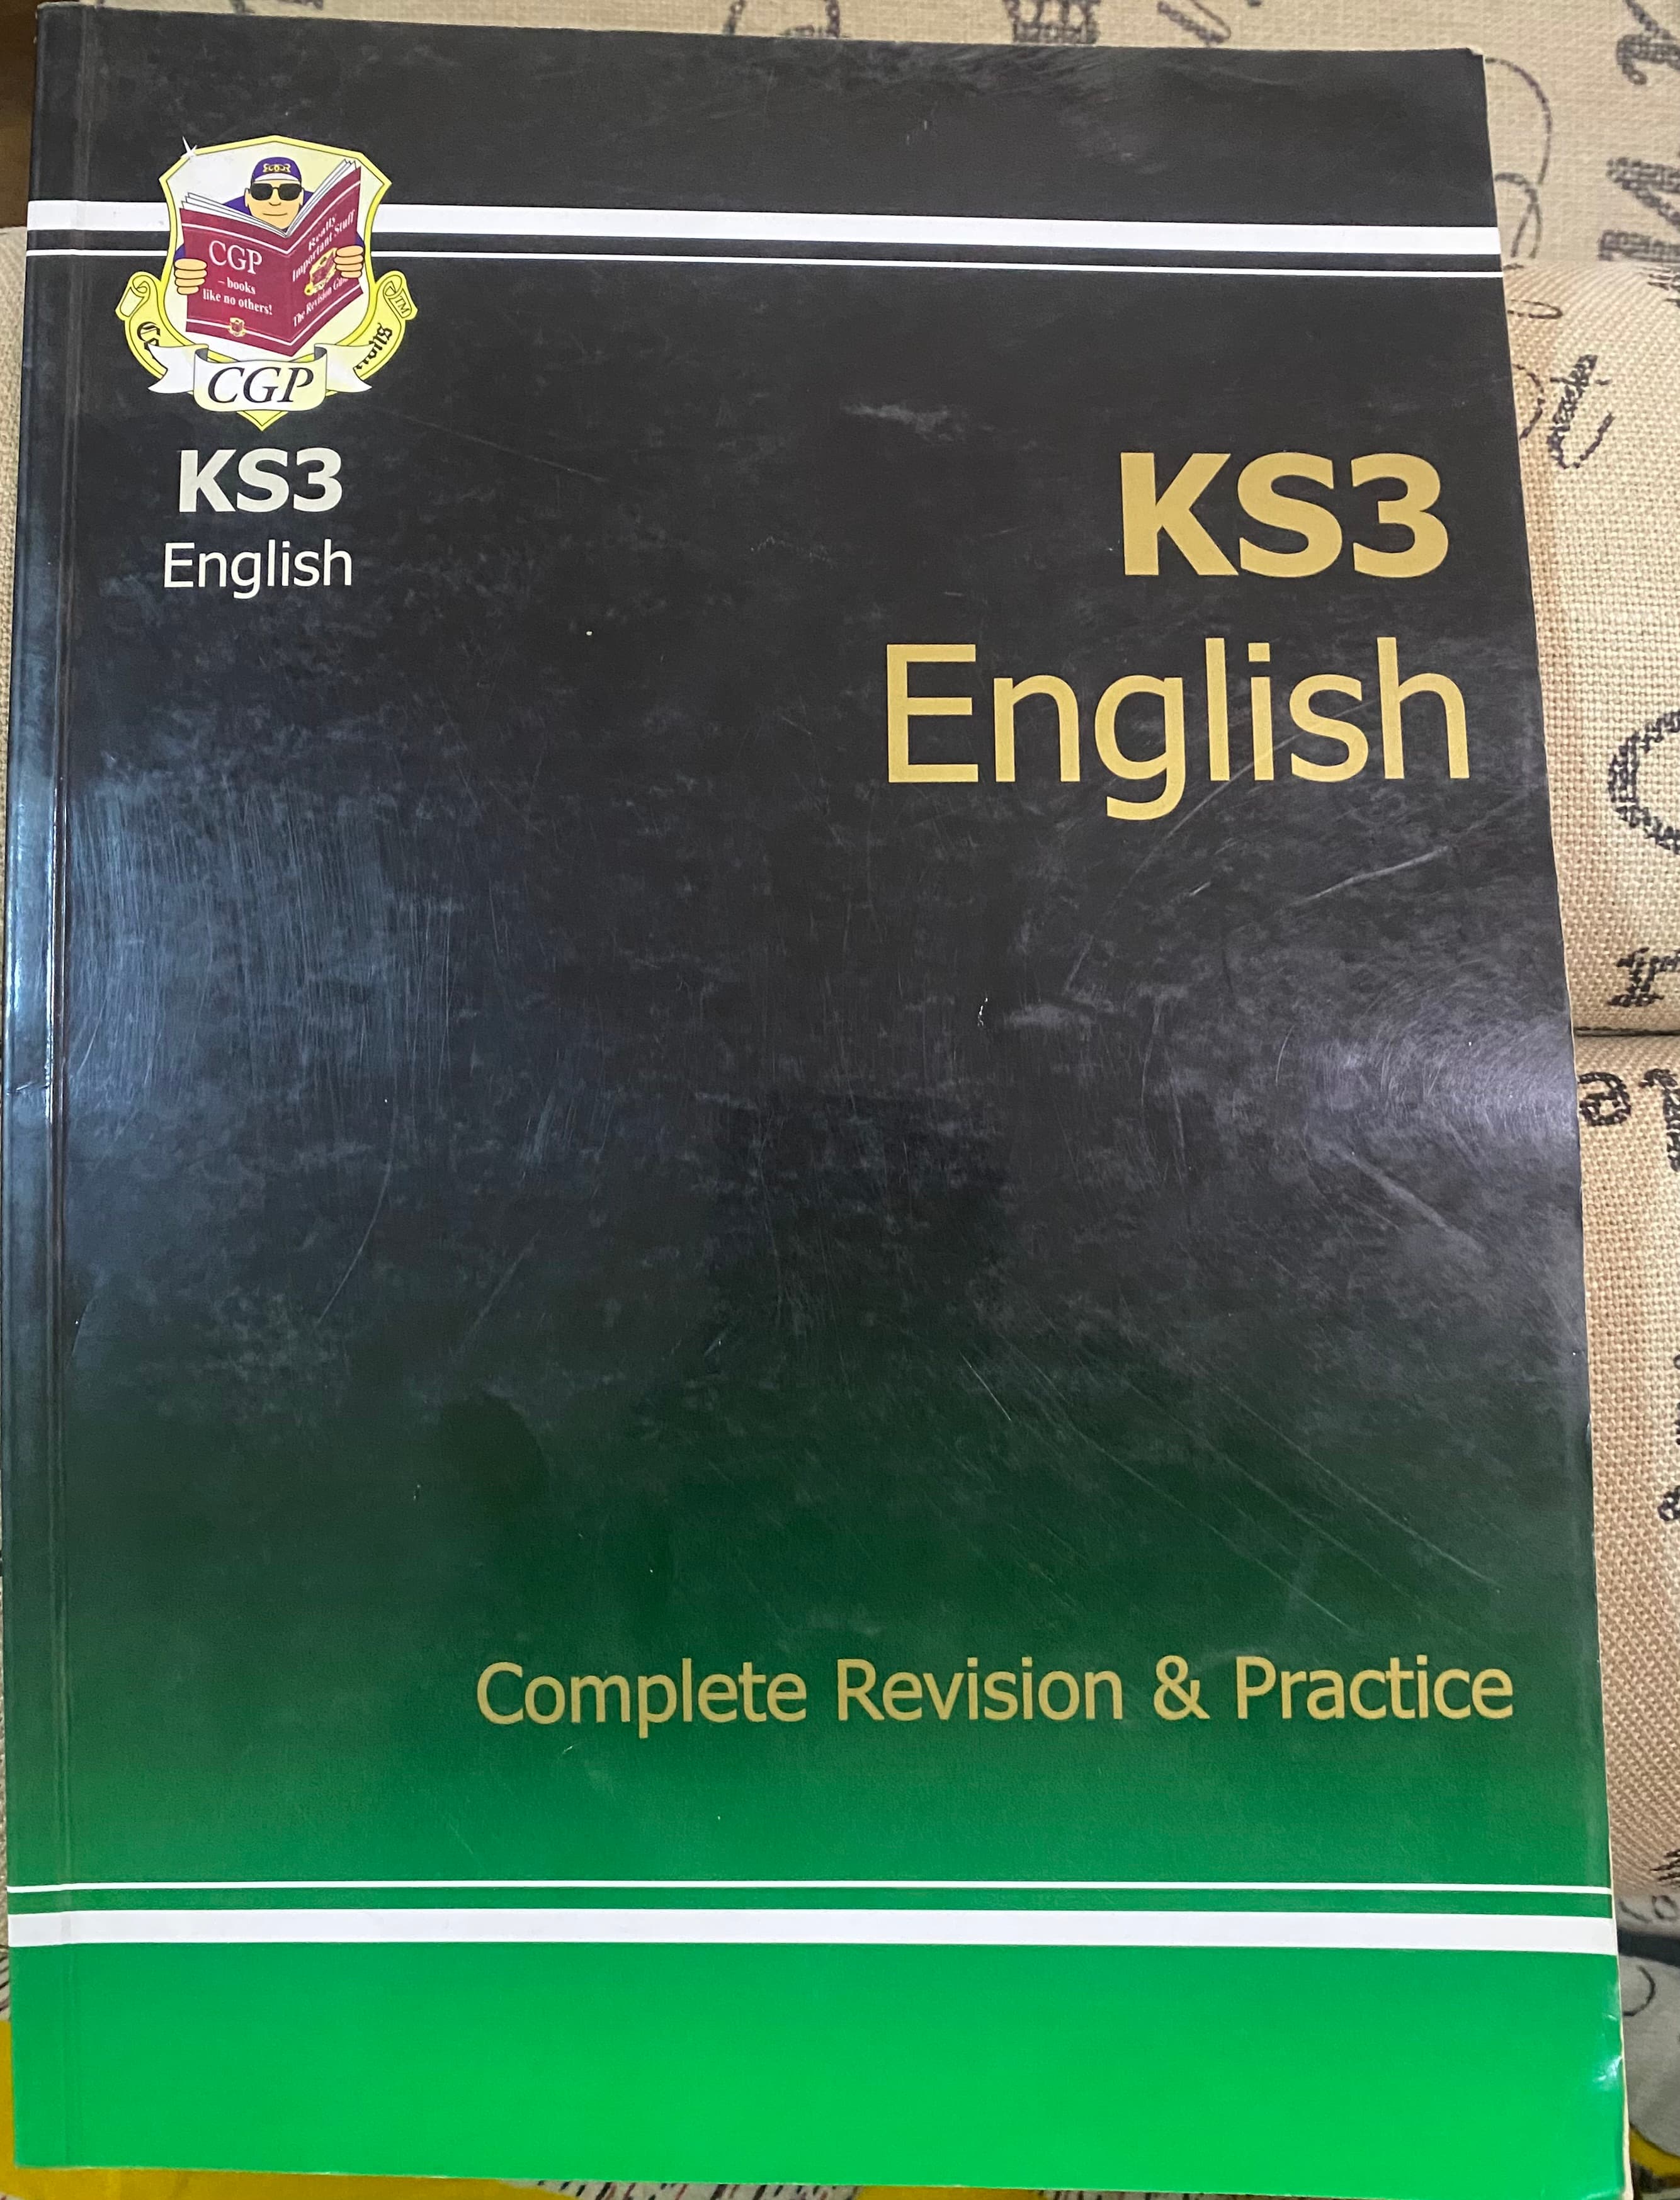 CGP
– books
like no others!
Really
Important Stuff
CGP
KS3
English
KS3
English
Complete Revision & Practice